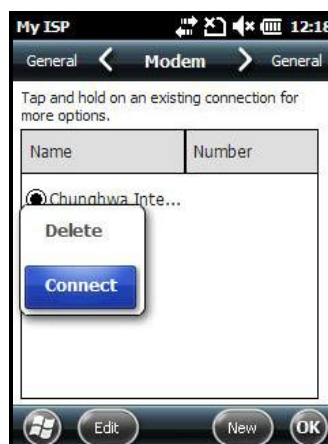 My ISP 12:18
General Modem General
Tap and hold on an existing connection for
more options.
Name Number
Chunghwa Inte...
Delete
Connect
Edit New OK